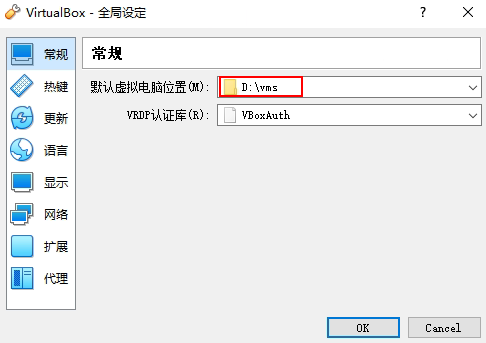 VirtualBox - 全局设定
常规
热键
更新
语言
显示
网络
扩展
代理
常规
默认虚拟电脑位置(M): D:\vms
VRDP认证库(R): VBoxAuth
OK Cancel